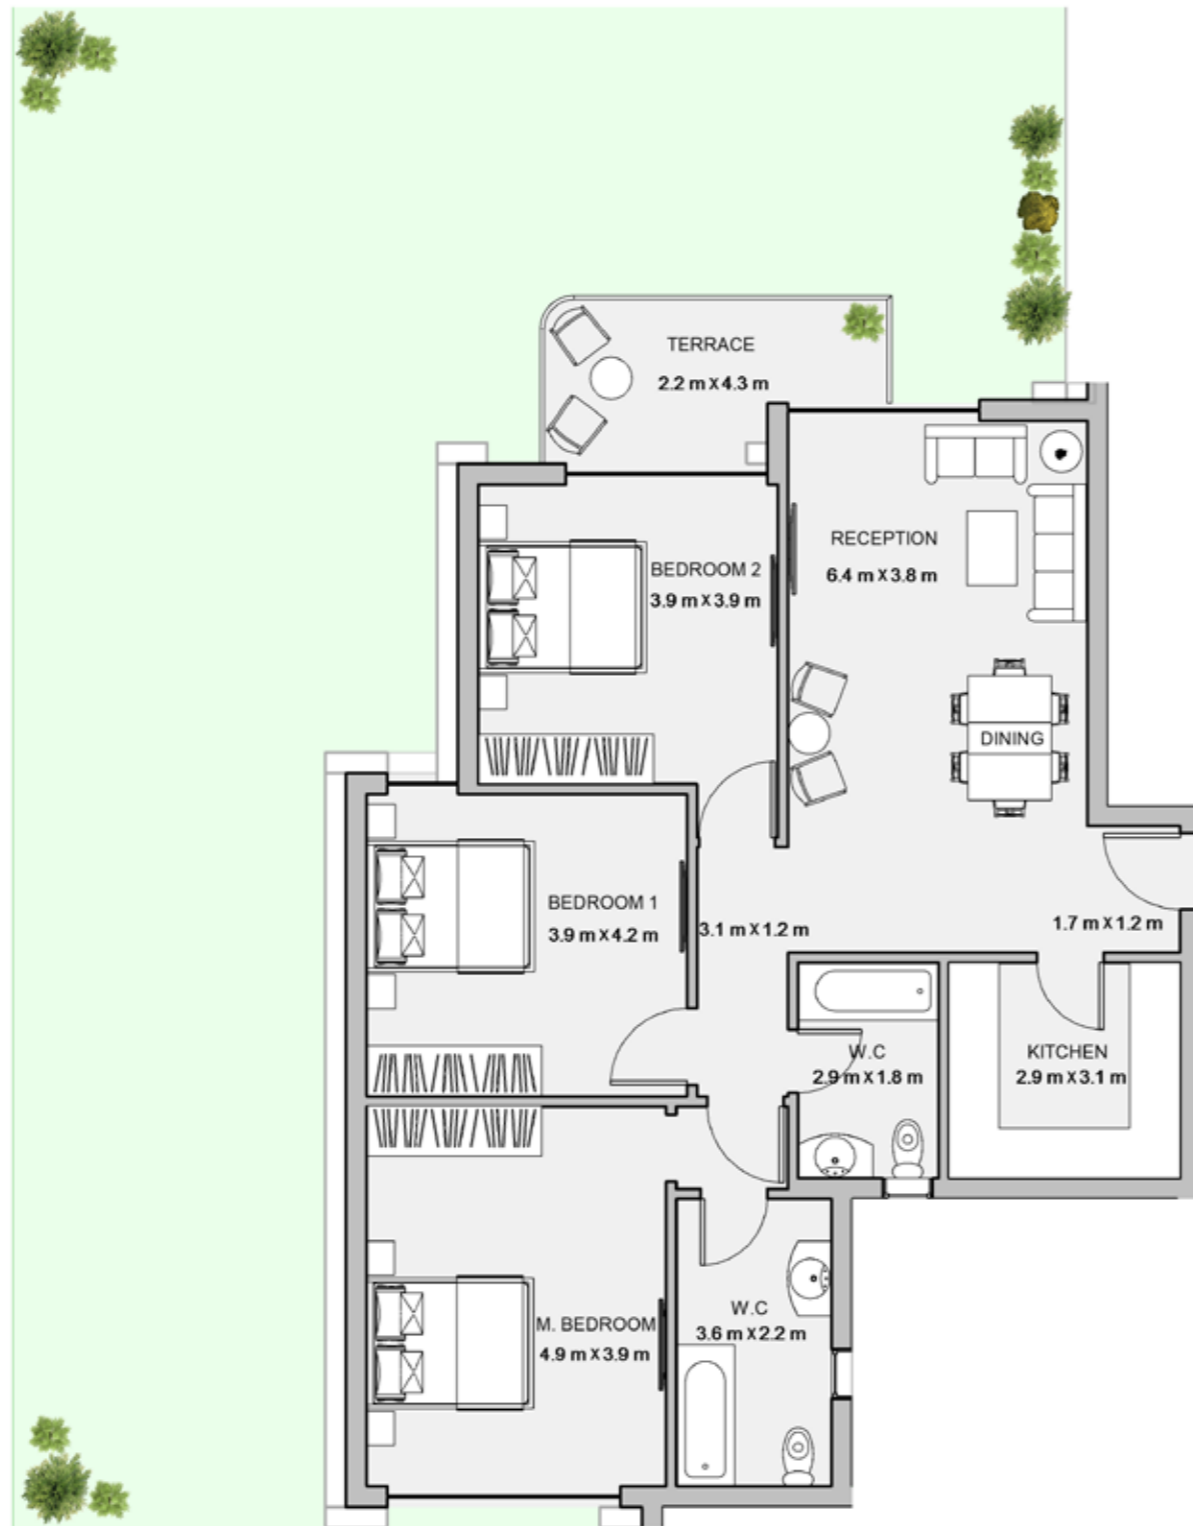 TERRACE
2.2 m X 4.3 m
RECEPTION
6.4 m X 3.8 m
BEDROOM 2
3.9 m X 3.9 m
DINING
BEDROOM 1
3.9 m X 4.2 m
3.1 m X 1.2 m
1.7 m X 1.2 m
W.C
2.9 m X 1.8 m
KITCHEN
2.9 m X 3.1 m
M. BEDROOM
4.9 m X 3.9 m
W.C
3.6 m X 2.2 m